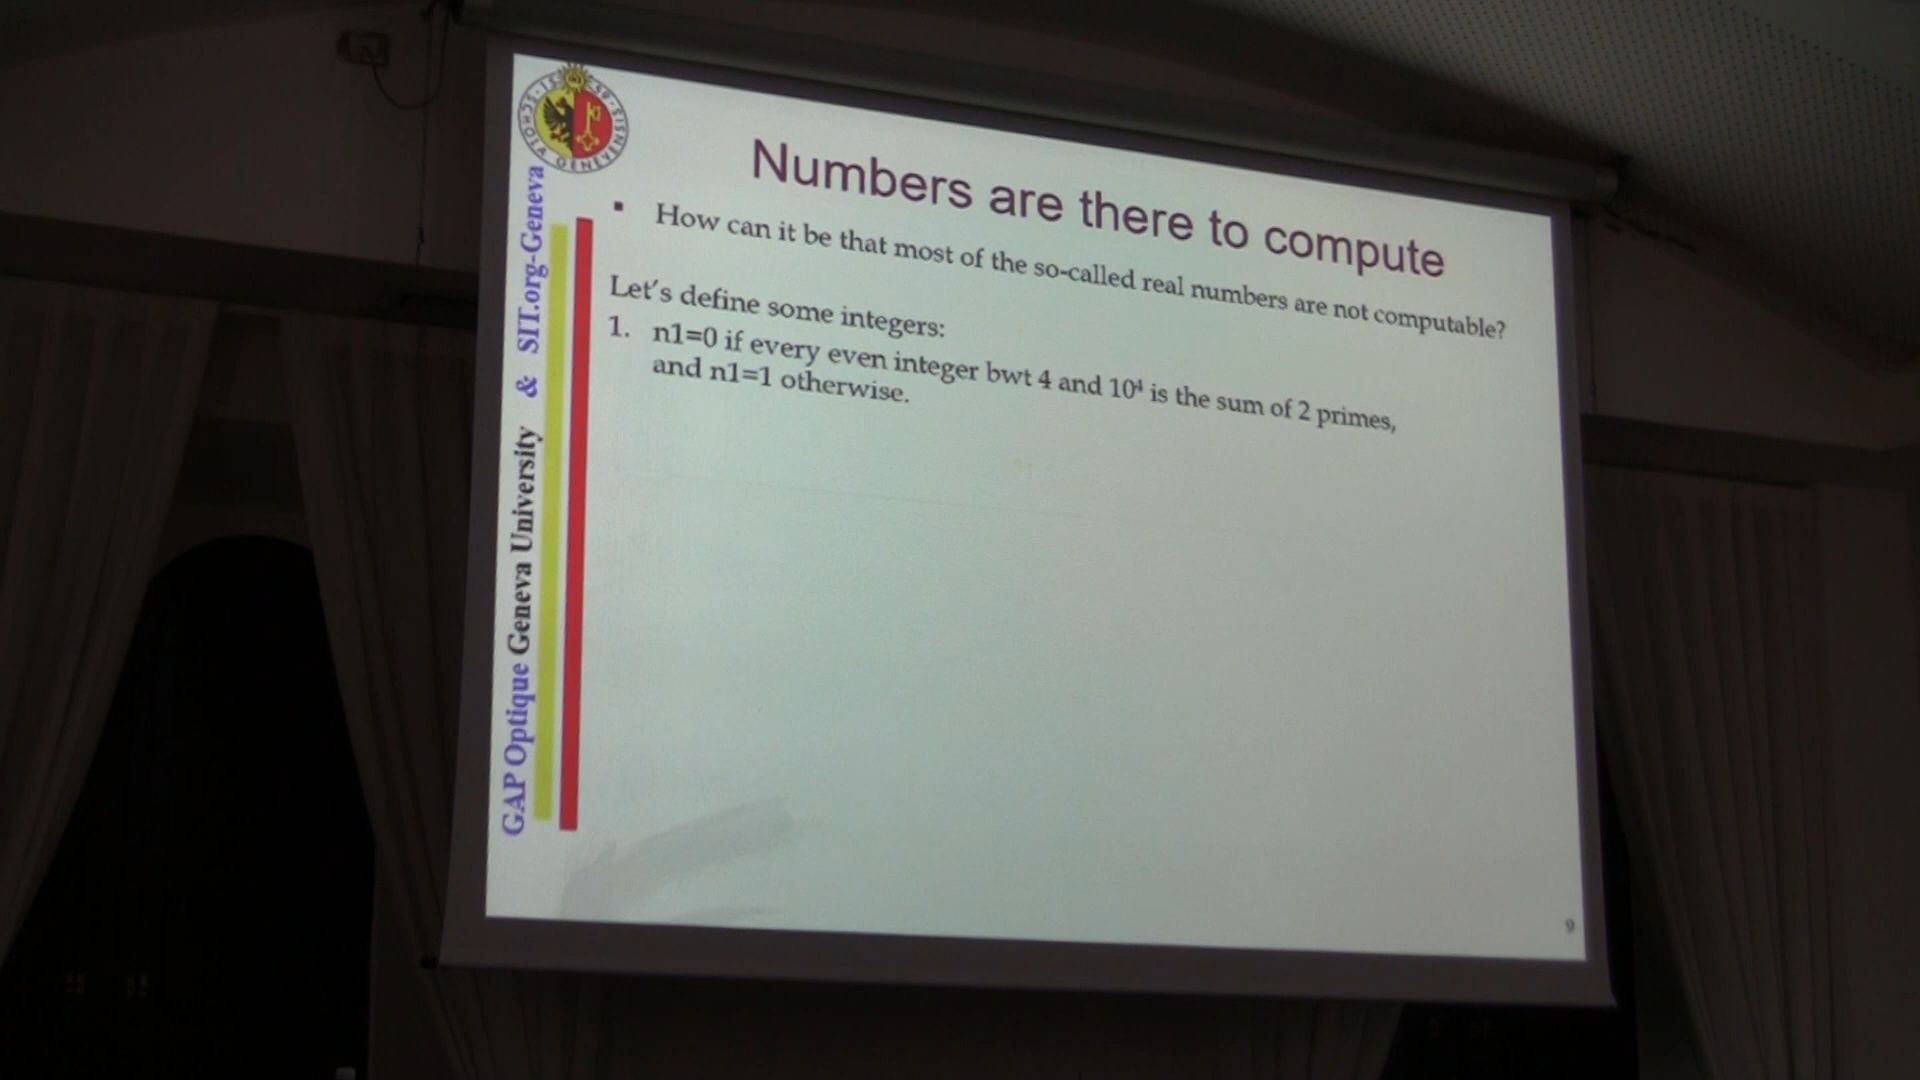 SCHOLA GENEVENSIS
Numbers are there to compute
▪ How can it be that most of the so-called real numbers are not computable?
Let's define some integers:
1. n1=0 if every even integer bwt 4 and 10⁴ is the sum of 2 primes,
and n1=1 otherwise.
GAP Optique Geneva University & SIT.org-Geneva
9